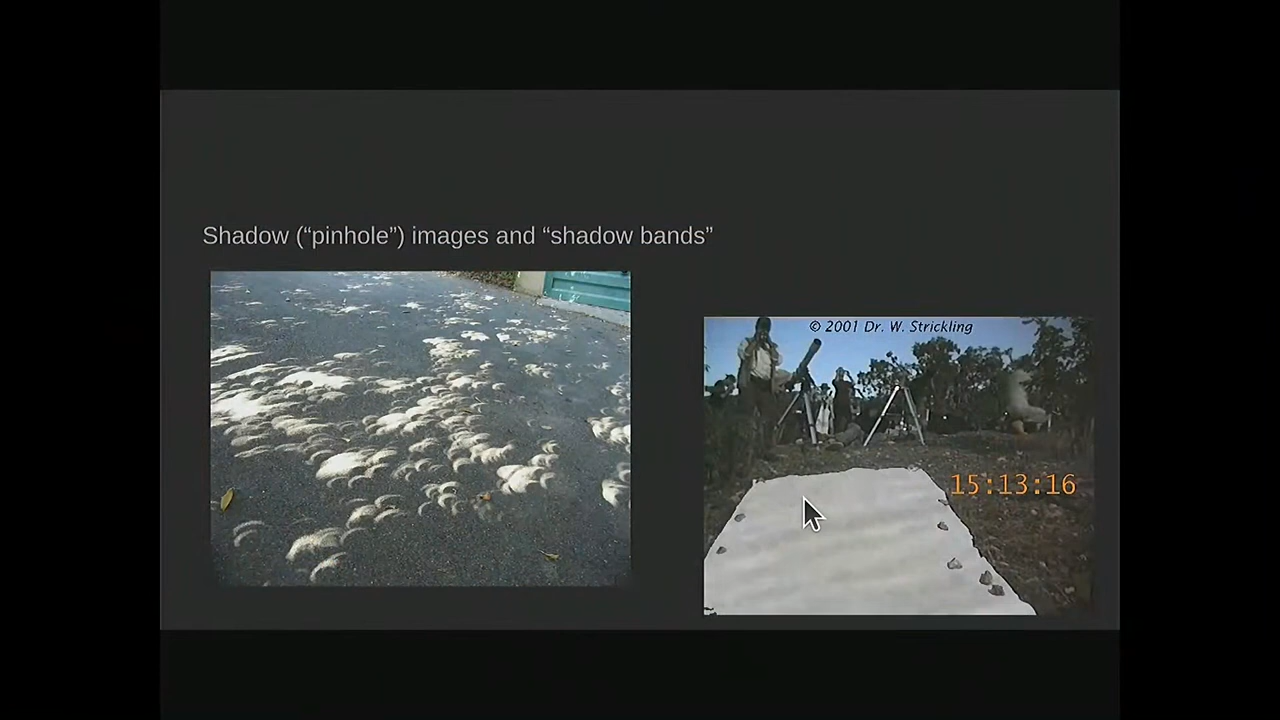 Shadow (“pinhole”) images and “shadow bands”
© 2001 Dr. W. Strickling
15:13:16